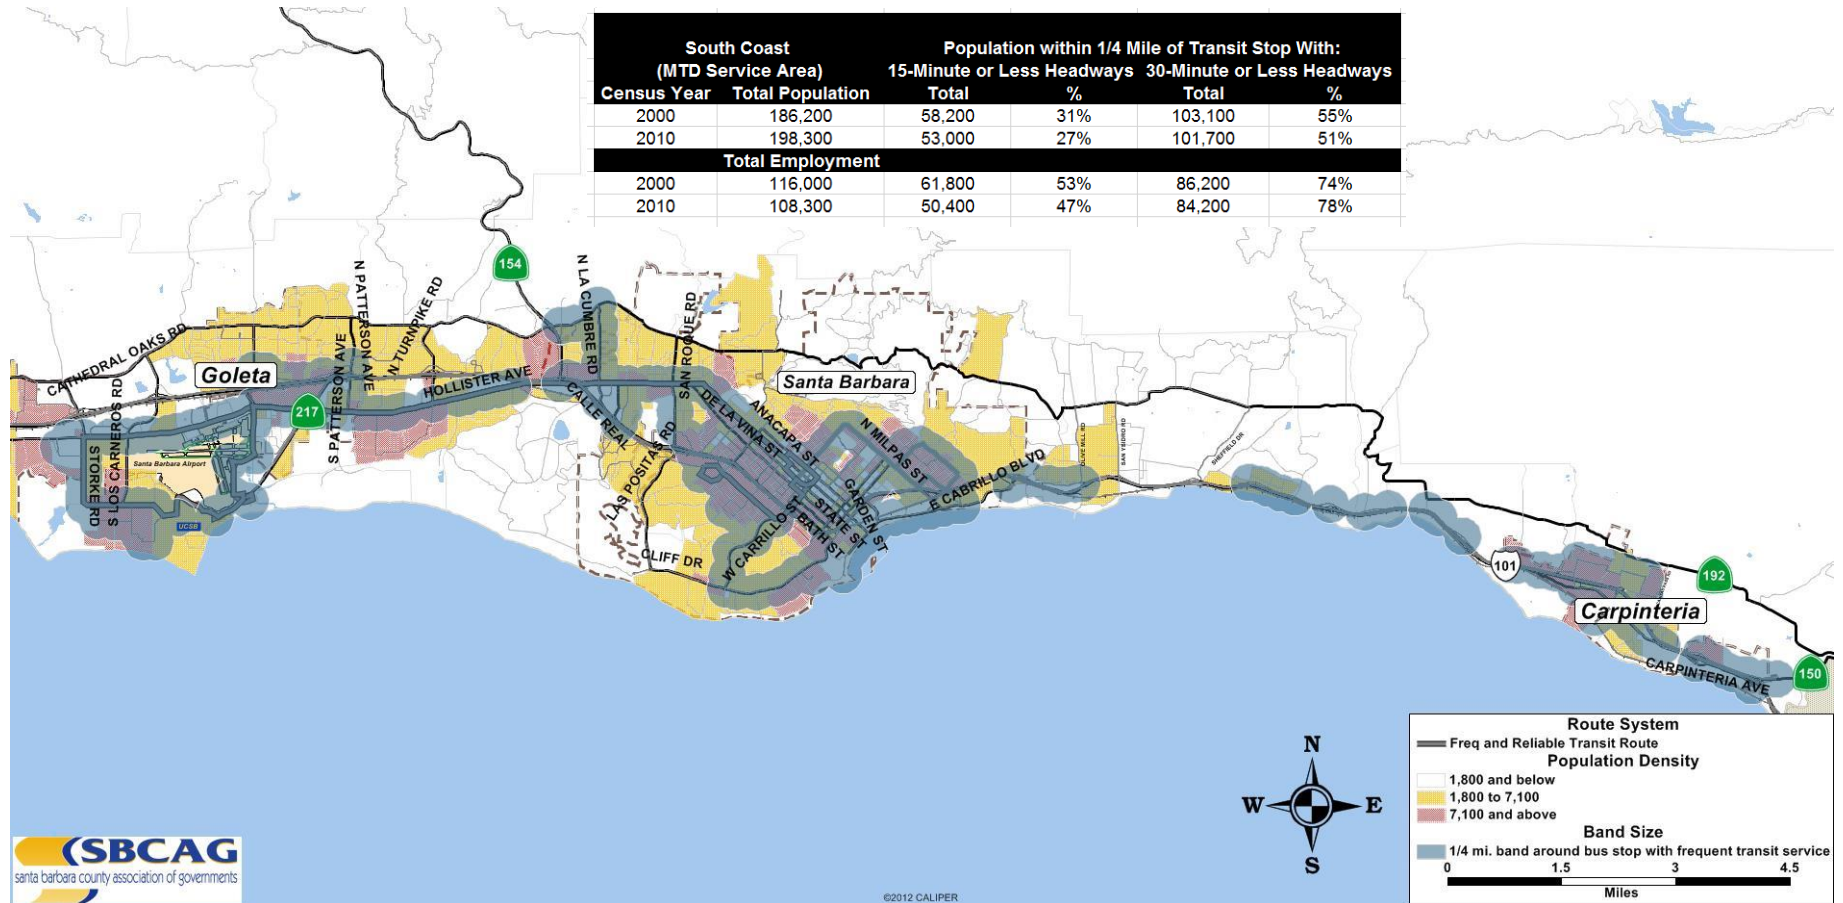 South Coast Population within 1/4 Mile of Transit Stop With:
(MTD Service Area) 15-Minute or Less Headways 30-Minute or Less Headways
Census Year Total Population Total % Total %
2000 186,200 58,200 31% 103,100 55%
2010 198,300 53,000 27% 101,700 51%
Total Employment
2000 116,000 61,800 53% 86,200 74%
2010 108,300 50,400 47% 84,200 78%
154
N LA CUMBRE RD
N PATTERSON AVE
N TURNPIKE RD
SAN ROQUE RD
CATHEDRAL OAKS RD
Goleta
S PATTERSON AVE
HOLLISTER AVE
Santa Barbara
217
CALLE REAL
DE LA VINA ST
ANACAPA ST
N MILPAS ST
OLIVE MILL RD
SAN YSIDRO RD
SHEFFIELD DR
STORKE RD
S LOS CARNEROS RD
Santa Barbara Airport
LAS POSITAS RD
E CABRILLO BLVD
GARDEN ST
STATE ST
BATH ST
UCSB
W CARRILLO ST
CLIFF DR
101
192
Carpinteria
CARPINTERIA AVE
150
Route System
Freq and Reliable Transit Route
Population Density
1,800 and below
1,800 to 7,100
7,100 and above
Band Size
1/4 mi. band around bus stop with frequent transit service
0 1.5 3 4.5
Miles
N
W E
S
SBCAG
santa barbara county association of governments
©2012 CALIPER